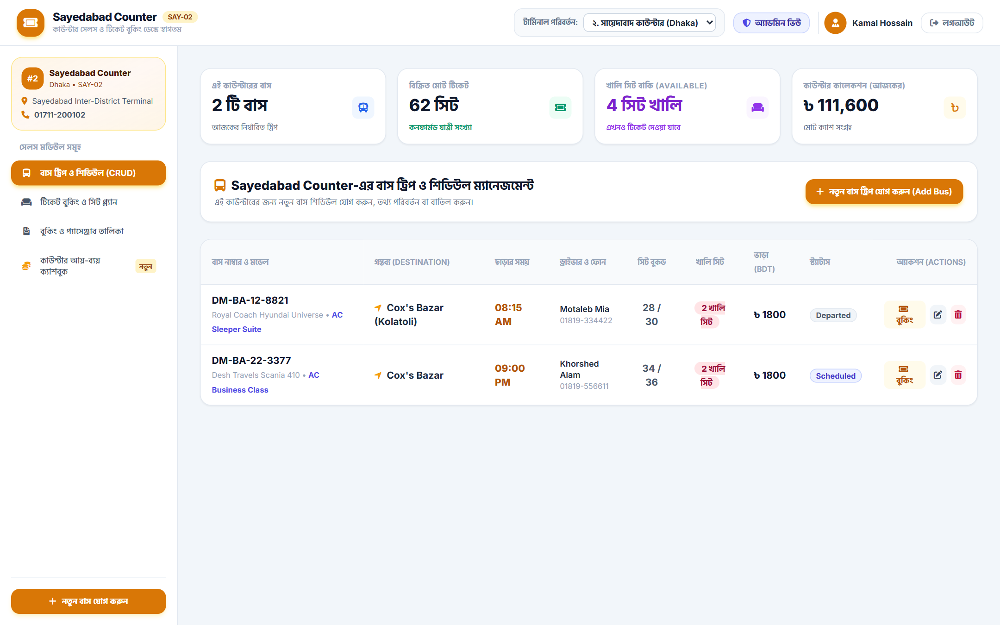 Sayedabad Counter SAY-02
কাউন্টার সেলস ও টিকেট বুকিং ডেস্কে স্বাগতম
টার্মিনাল পরিবর্তন:
২. সায়েদাবাদ কাউন্টার (Dhaka)
অ্যাডমিন ভিউ
Kamal Hossain
লগআউট
#2
Sayedabad Counter
Dhaka • SAY-02
Sayedabad Inter-District Terminal
01711-200102
সেলস মডিউল সমূহ
বাস ট্রিপ ও শিডিউল (CRUD)
টিকেট বুকিং ও সিট প্ল্যান
বুকিং ও প্যাসেঞ্জার তালিকা
কাউন্টার আয়-ব্যয়
ক্যাশবুক
নতুন
নতুন বাস যোগ করুন
এই কাউন্টারের বাস
2 টি বাস
আজকের নির্ধারিত ট্রিপ
বিক্রিত মোট টিকেট
62 সিট
কনফার্মড যাত্রী সংখ্যা
খালি সিট বাকি (AVAILABLE)
4 সিট খালি
এখনও টিকেট দেওয়া যাবে
কাউন্টার কালেকশন (আজকের)
৳ 111,600
মোট ক্যাশ সংগ্রহ
৳
Sayedabad Counter-এর বাস ট্রিপ ও শিডিউল ম্যানেজমেন্ট
এই কাউন্টারের জন্য নতুন বাস শিডিউল যোগ করুন, তথ্য পরিবর্তন বা বাতিল করুন।
নতুন বাস ট্রিপ যোগ করুন (Add Bus)
বাস নাম্বার ও মডেল
গন্তব্য (DESTINATION)
ছাড়ার সময়
ড্রাইভার ও ফোন
সিট বুকড
খালি সিট
ভাড়া
(BDT)
স্ট্যাটাস
অ্যাকশন (ACTIONS)
DM-BA-12-8821
Royal Coach Hyundai Universe • AC
Sleeper Suite
Cox's Bazar
(Kolatoli)
08:15
AM
Motaleb Mia
01819-334422
28 /
30
2 খালি
সিট
৳ 1800
Departed
বুকিং
DM-BA-22-3377
Desh Travels Scania 410 • AC
Business Class
Cox's Bazar
09:00
PM
Khorshed
Alam
01819-556611
34 /
36
2 খালি
সিট
৳ 1800
Scheduled
বুকিং